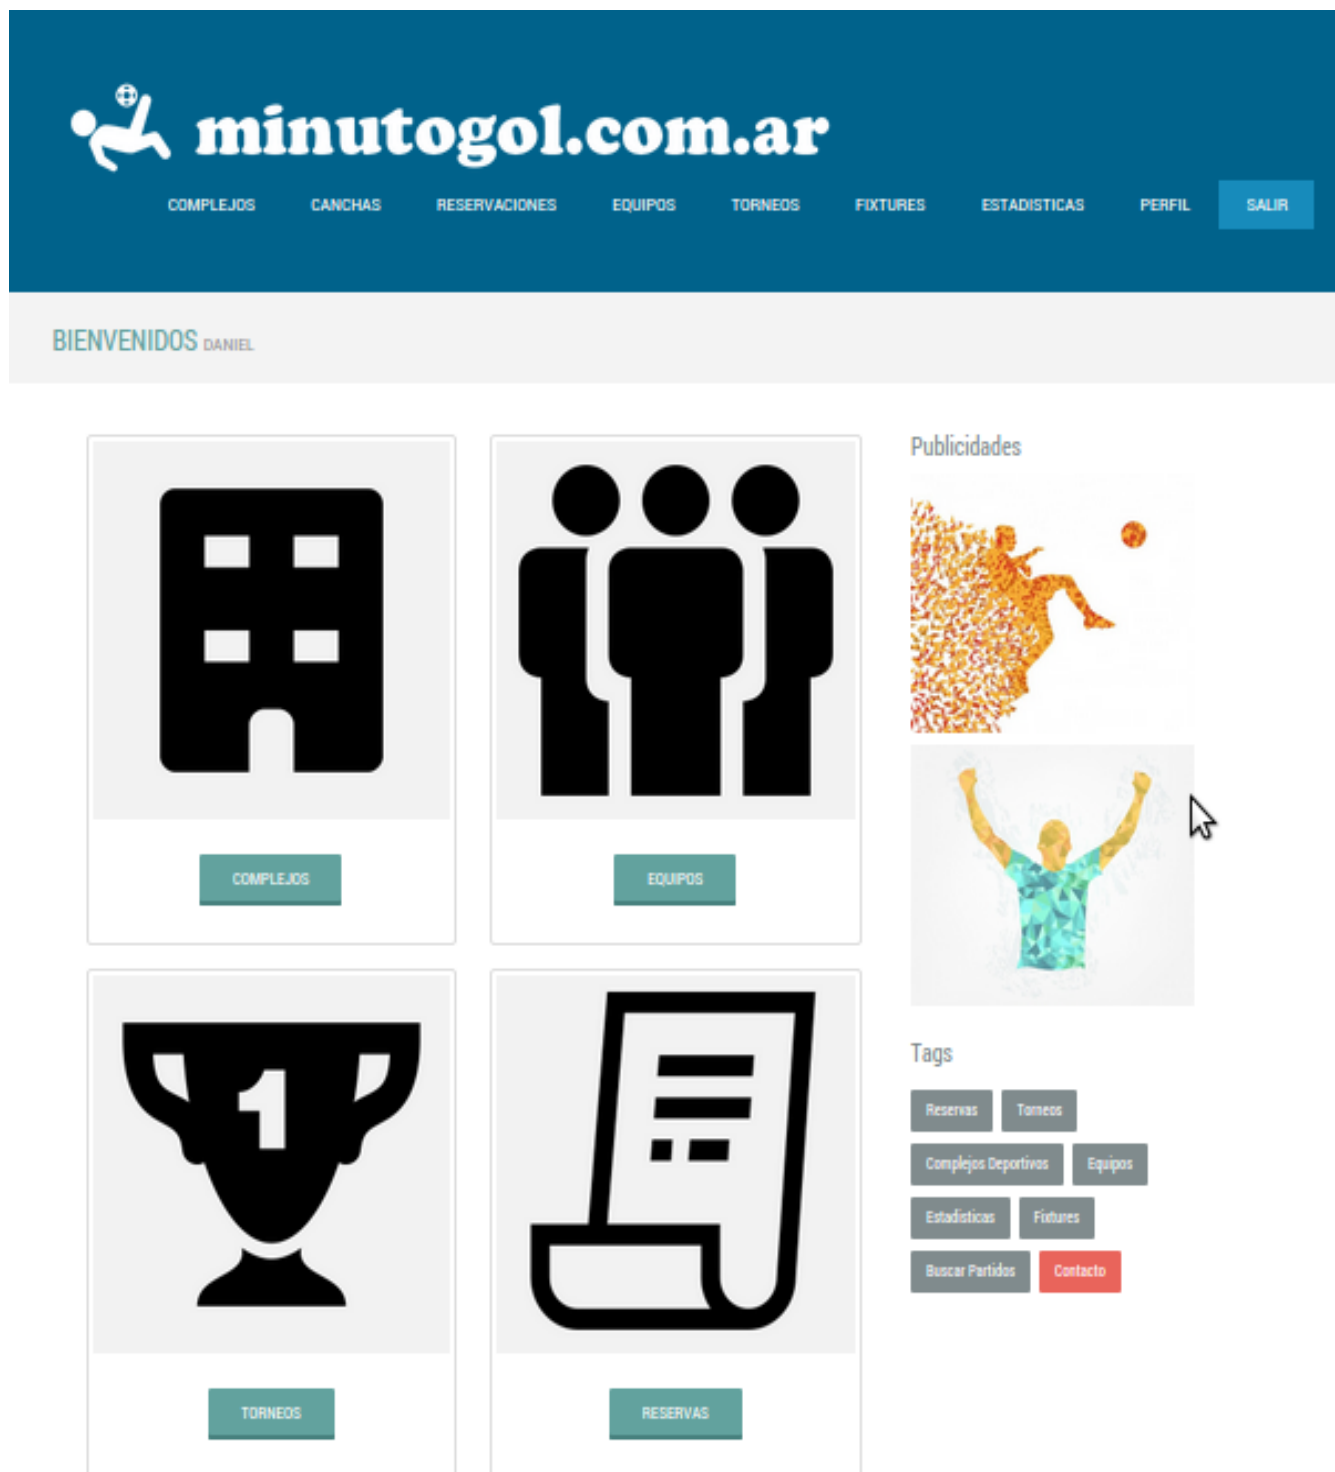 minutogol.com.ar
COMPLEJOS CANCHAS RESERVACIONES EQUIPOS TORNEOS FIXTURES ESTADISTICAS PERFIL SALIR
BIENVENIDOS DANIEL
Publicidades
COMPLEJOS
EQUIPOS
1
Tags
Reservas Torneos
Complejos Deportivos Equipos
Estadisticas Fixtures
Buscar Partidos Contacto
TORNEOS
RESERVAS